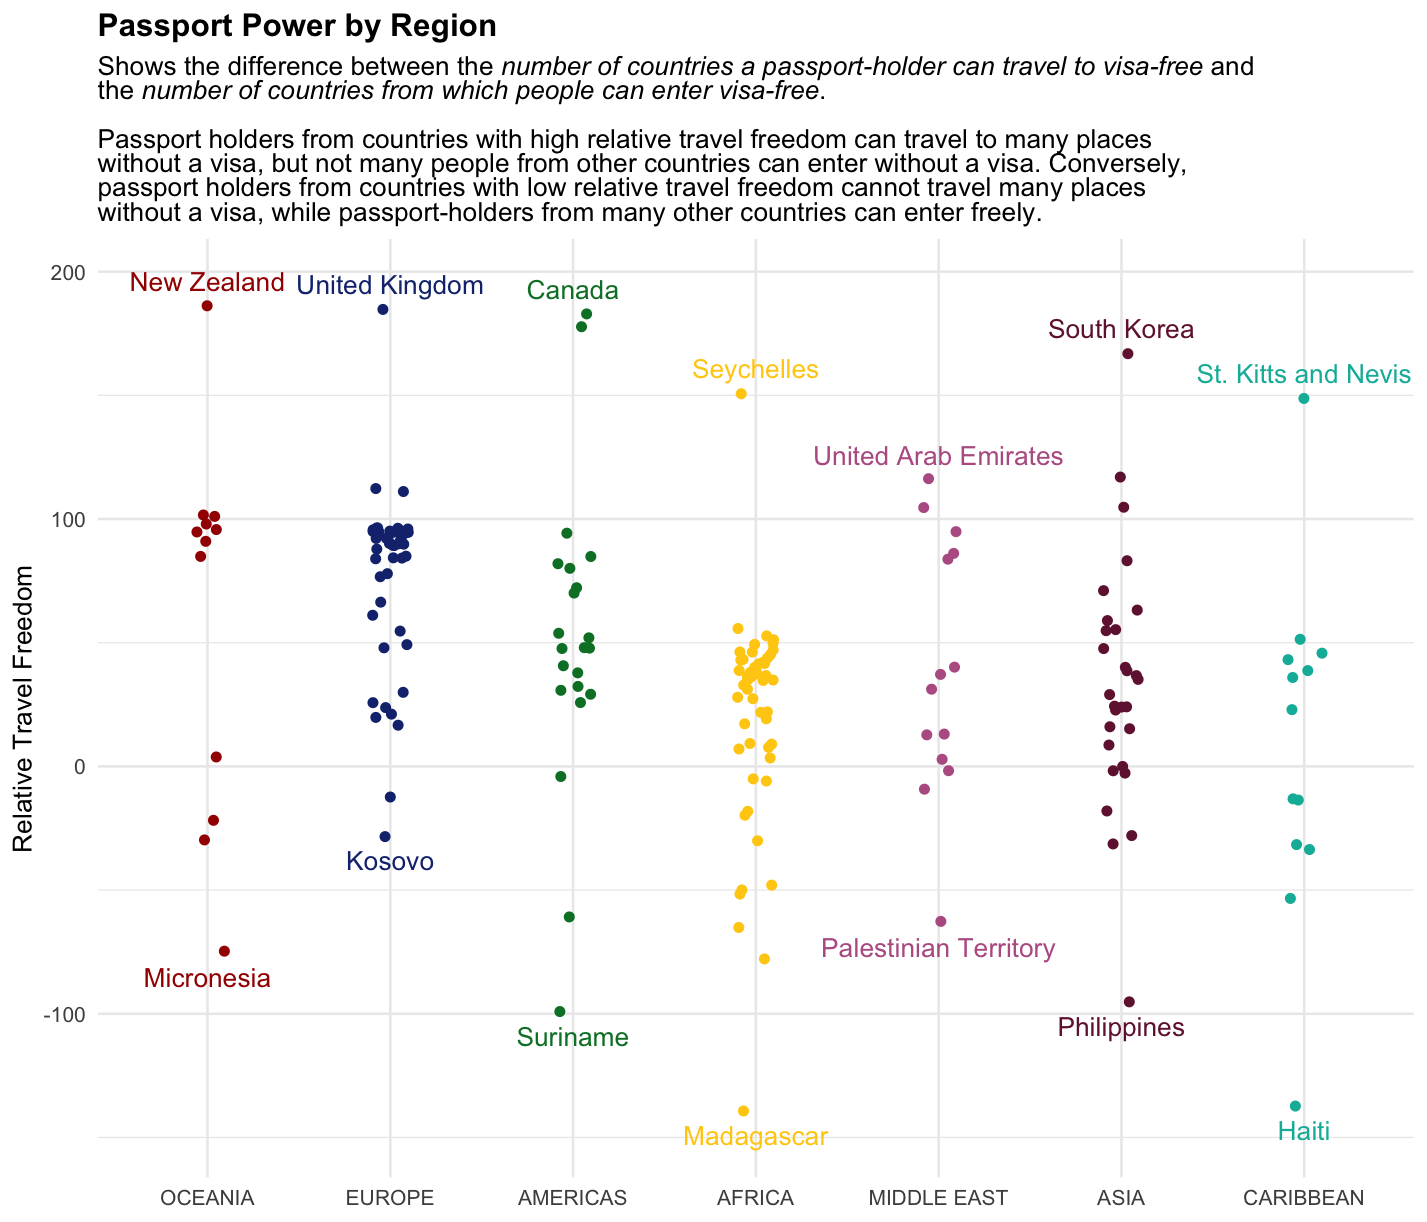 Passport Power by Region
Shows the difference between the number of countries a passport-holder can travel to visa-free and
the number of countries from which people can enter visa-free.
Passport holders from countries with high relative travel freedom can travel to many places
without a visa, but not many people from other countries can enter without a visa. Conversely,
passport holders from countries with low relative travel freedom cannot travel many places
without a visa, while passport-holders from many other countries can enter freely.
Relative Travel Freedom
200
100
0
-100
New Zealand
United Kingdom
Canada
Seychelles
United Arab Emirates
South Korea
St. Kitts and Nevis
Micronesia
Kosovo
Suriname
Madagascar
Palestinian Territory
Philippines
Haiti
OCEANIA
EUROPE
AMERICAS
AFRICA
MIDDLE EAST
ASIA
CARIBBEAN